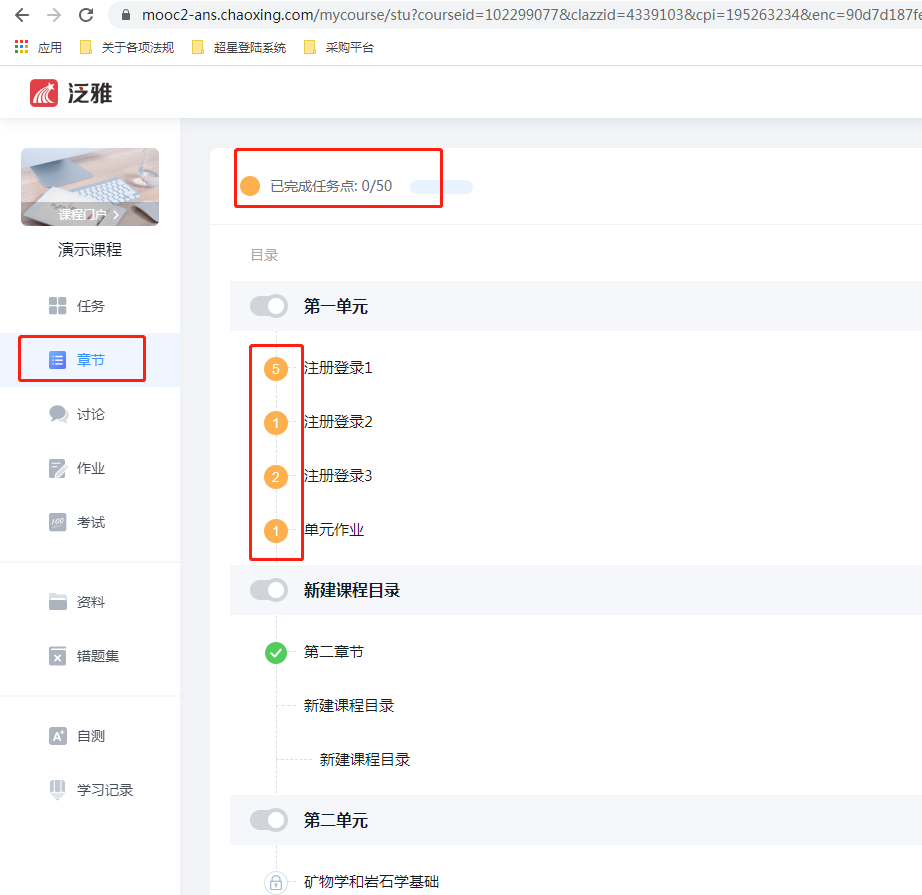 mooc2-ans.chaoxing.com/mycourse/stu?courseid=102299077&clazzid=4339103&cpi=195263234&enc=90d7d187fe
应用 关于各项法规 超星登陆系统 采购平台
泛雅
课程门户 >
演示课程
任务
章节
讨论
作业
100 考试
资料
错题集
A+ 自测
学习记录
已完成任务点: 0/50
目录
第一单元
5 注册登录1
1 注册登录2
2 注册登录3
1 单元作业
新建课程目录
第二章节
新建课程目录
新建课程目录
第二单元
矿物学和岩石学基础